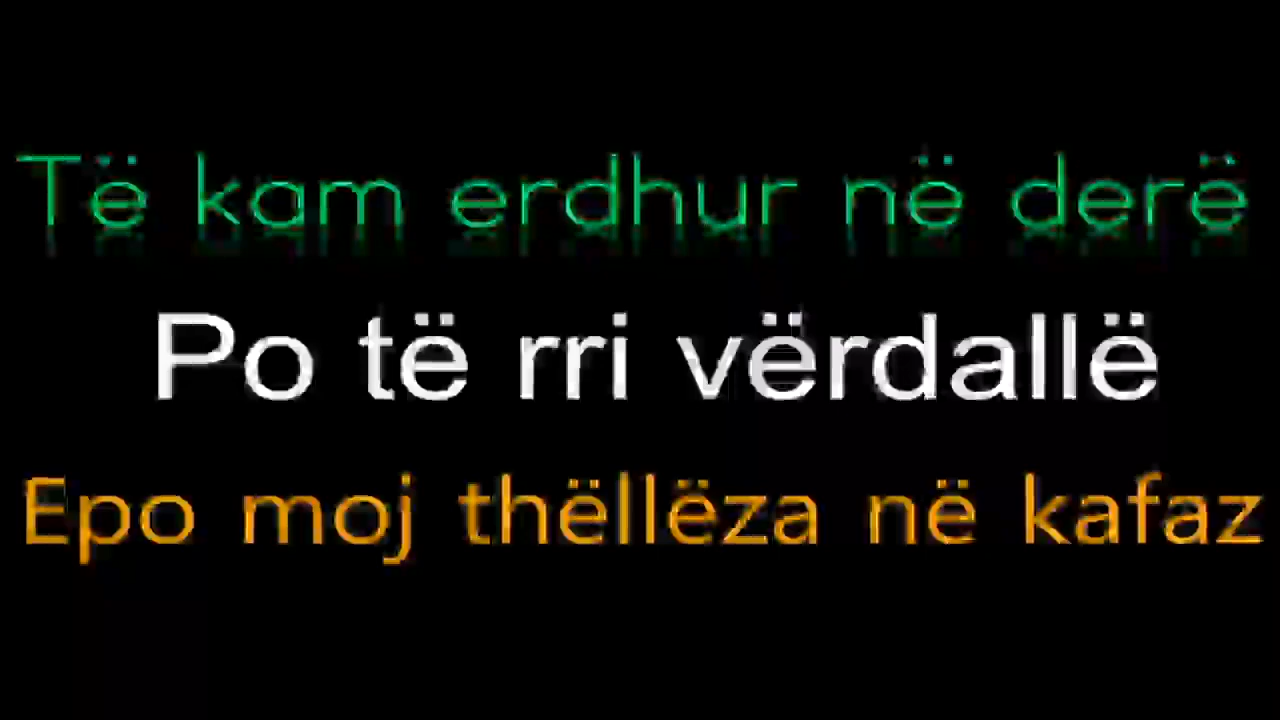 Të kam erdhur në derë
Po të rri vërdallë
Epo moj thëllëza në kafaz